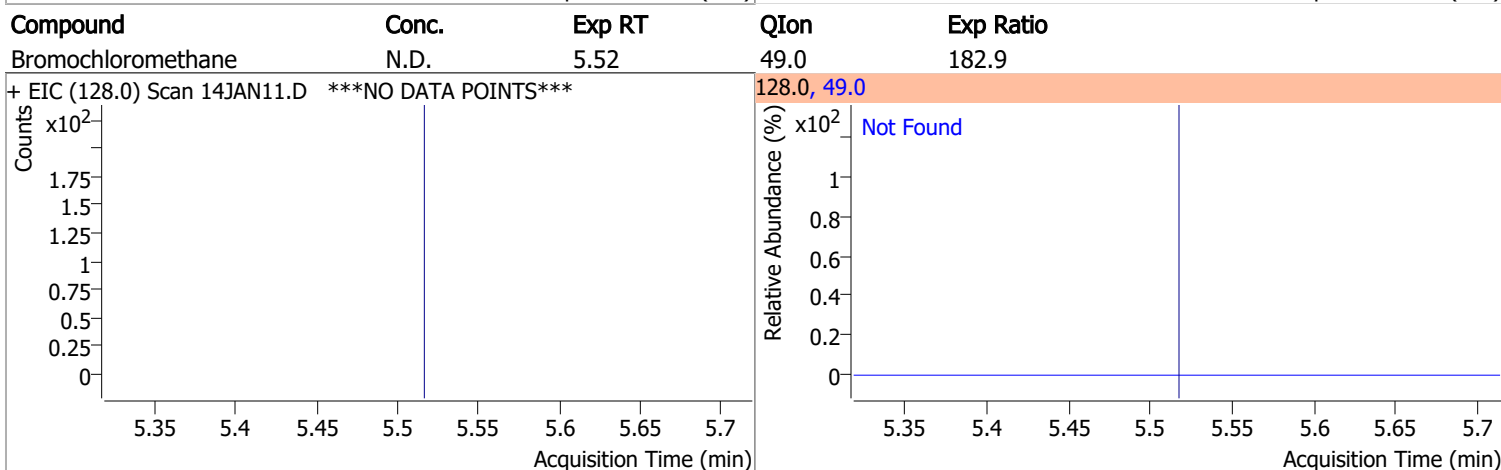 Compound Conc. Exp RT QIon Exp Ratio
Bromochloromethane N.D. 5.52 49.0 182.9
+ EIC (128.0) Scan 14JAN11.D ***NO DATA POINTS***
Counts
x10²
1.75
1.5
1.25
1
0.75
0.5
0.25
0
5.35 5.4 5.45 5.5 5.55 5.6 5.65 5.7
Acquisition Time (min)
128.0, 49.0
Relative Abundance (%)
x10²
Not Found
1
0.8
0.6
0.4
0.2
0
5.35 5.4 5.45 5.5 5.55 5.6 5.65 5.7
Acquisition Time (min)